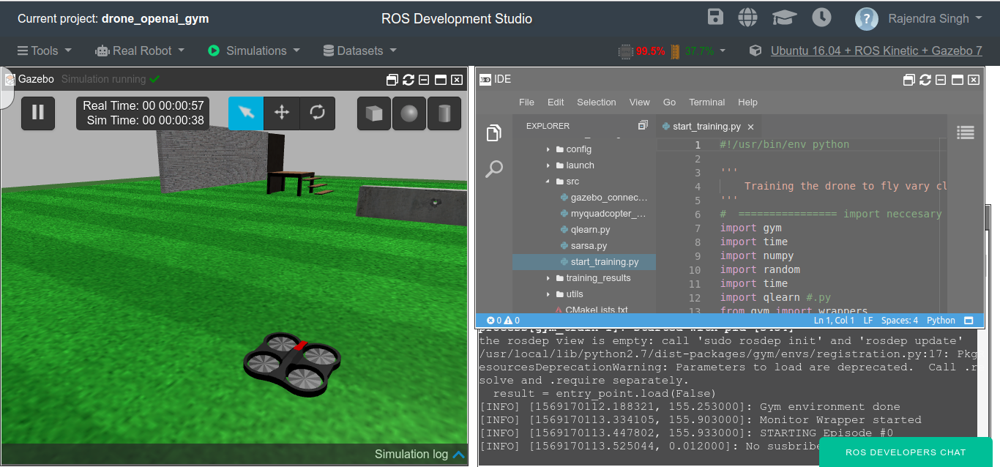 Current project: drone_openai_gym
ROS Development Studio
Rajendra Singh
Tools
Real Robot
Simulations
Datasets
99.5%
37.7%
Ubuntu 16.04 + ROS Kinetic + Gazebo 7
Gazebo Simulation running
Real Time: 00 00:00:57
Sim Time: 00 00:00:38
Simulation log
IDE
File Edit Selection View Go Terminal Help
EXPLORER
config
launch
src
gazebo_connec...
myquadcopter_...
qlearn.py
sarsa.py
start_training.py
training_results
utils
CMakeLists.txt
start_training.py ×
1 #!/usr/bin/env python
2
3 '''
4 Training the drone to fly vary cl
5 '''
6 # ================ import neccesary
7 import gym
8 import time
9 import numpy
10 import random
11 import time
12 import qlearn #.py
13 from gym import wrappers
0 0
Ln 1, Col 1 LF Spaces: 4 Python
the rosdep view is empty: call 'sudo rosdep init' and 'rosdep update'
/usr/local/lib/python2.7/dist-packages/gym/envs/registration.py:17: Pkg
esourcesDeprecationWarning: Parameters to load are deprecated.  Call .r
solve and .require separately.
result = entry_point.load(False)
[INFO] [1569170112.188321, 155.253000]: Gym environment done
[INFO] [1569170113.334105, 155.903000]: Monitor Wrapper started
[INFO] [1569170113.447802, 155.933000]: STARTING Episode #0
[INFO] [1569170113.525044, 0.012000]: No susbribe
ROS DEVELOPERS CHAT